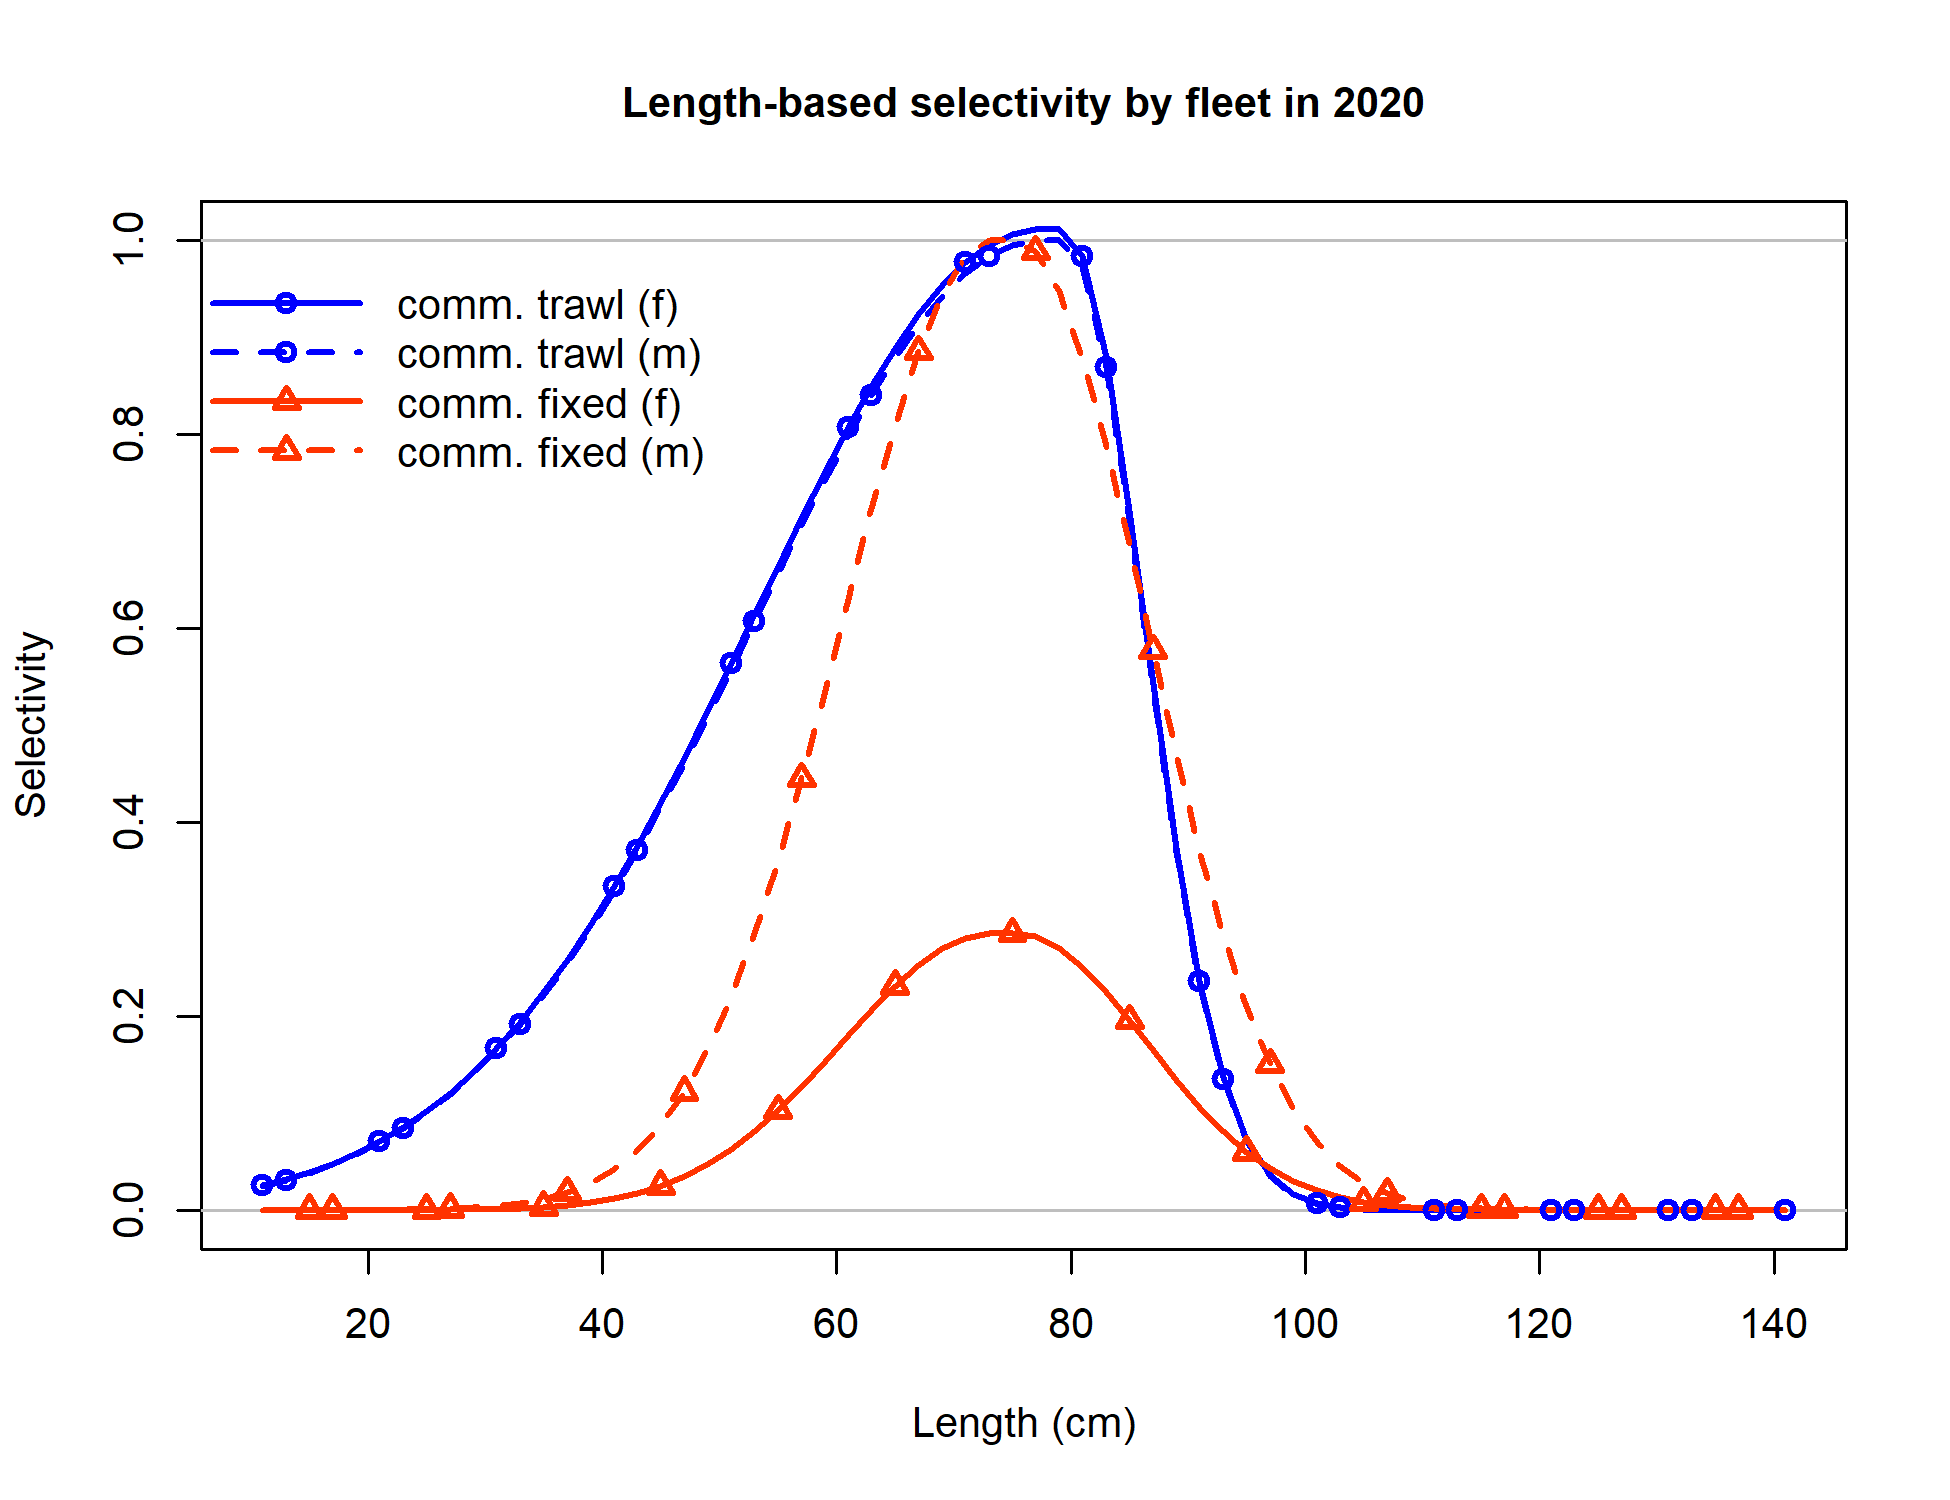 Length-based selectivity by fleet in 2020
comm. trawl (f)
comm. trawl (m)
comm. fixed (f)
comm. fixed (m)
Selectivity
1.0
0.8
0.6
0.4
0.2
0.0
20 40 60 80 100 120 140
Length (cm)